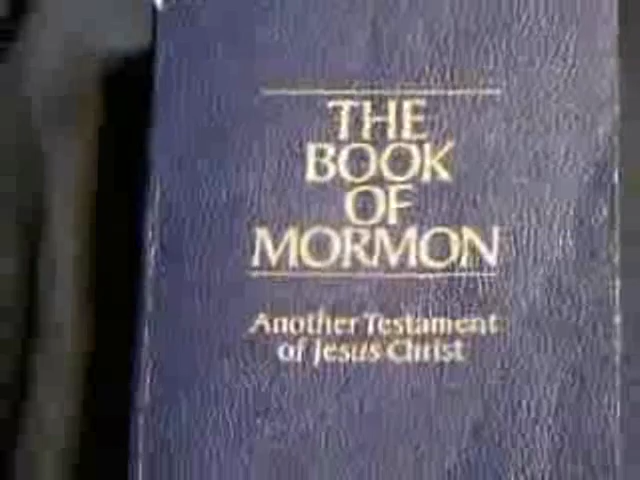 THE
BOOK
OF
MORMON
Another Testament
of Jesus Christ